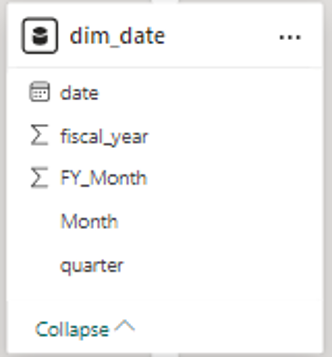 dim_date
date
fiscal_year
FY_Month
Month
quarter
Collapse